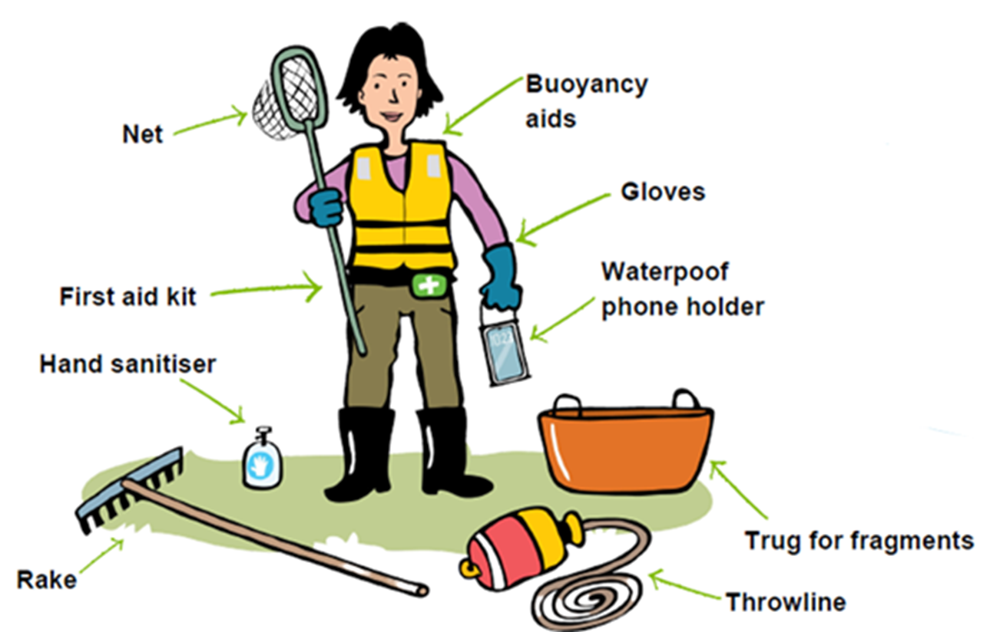 Buoyancy
aids
Net
Gloves
Waterpoof
phone holder
First aid kit
Hand sanitiser
Trug for fragments
Rake
Throwline